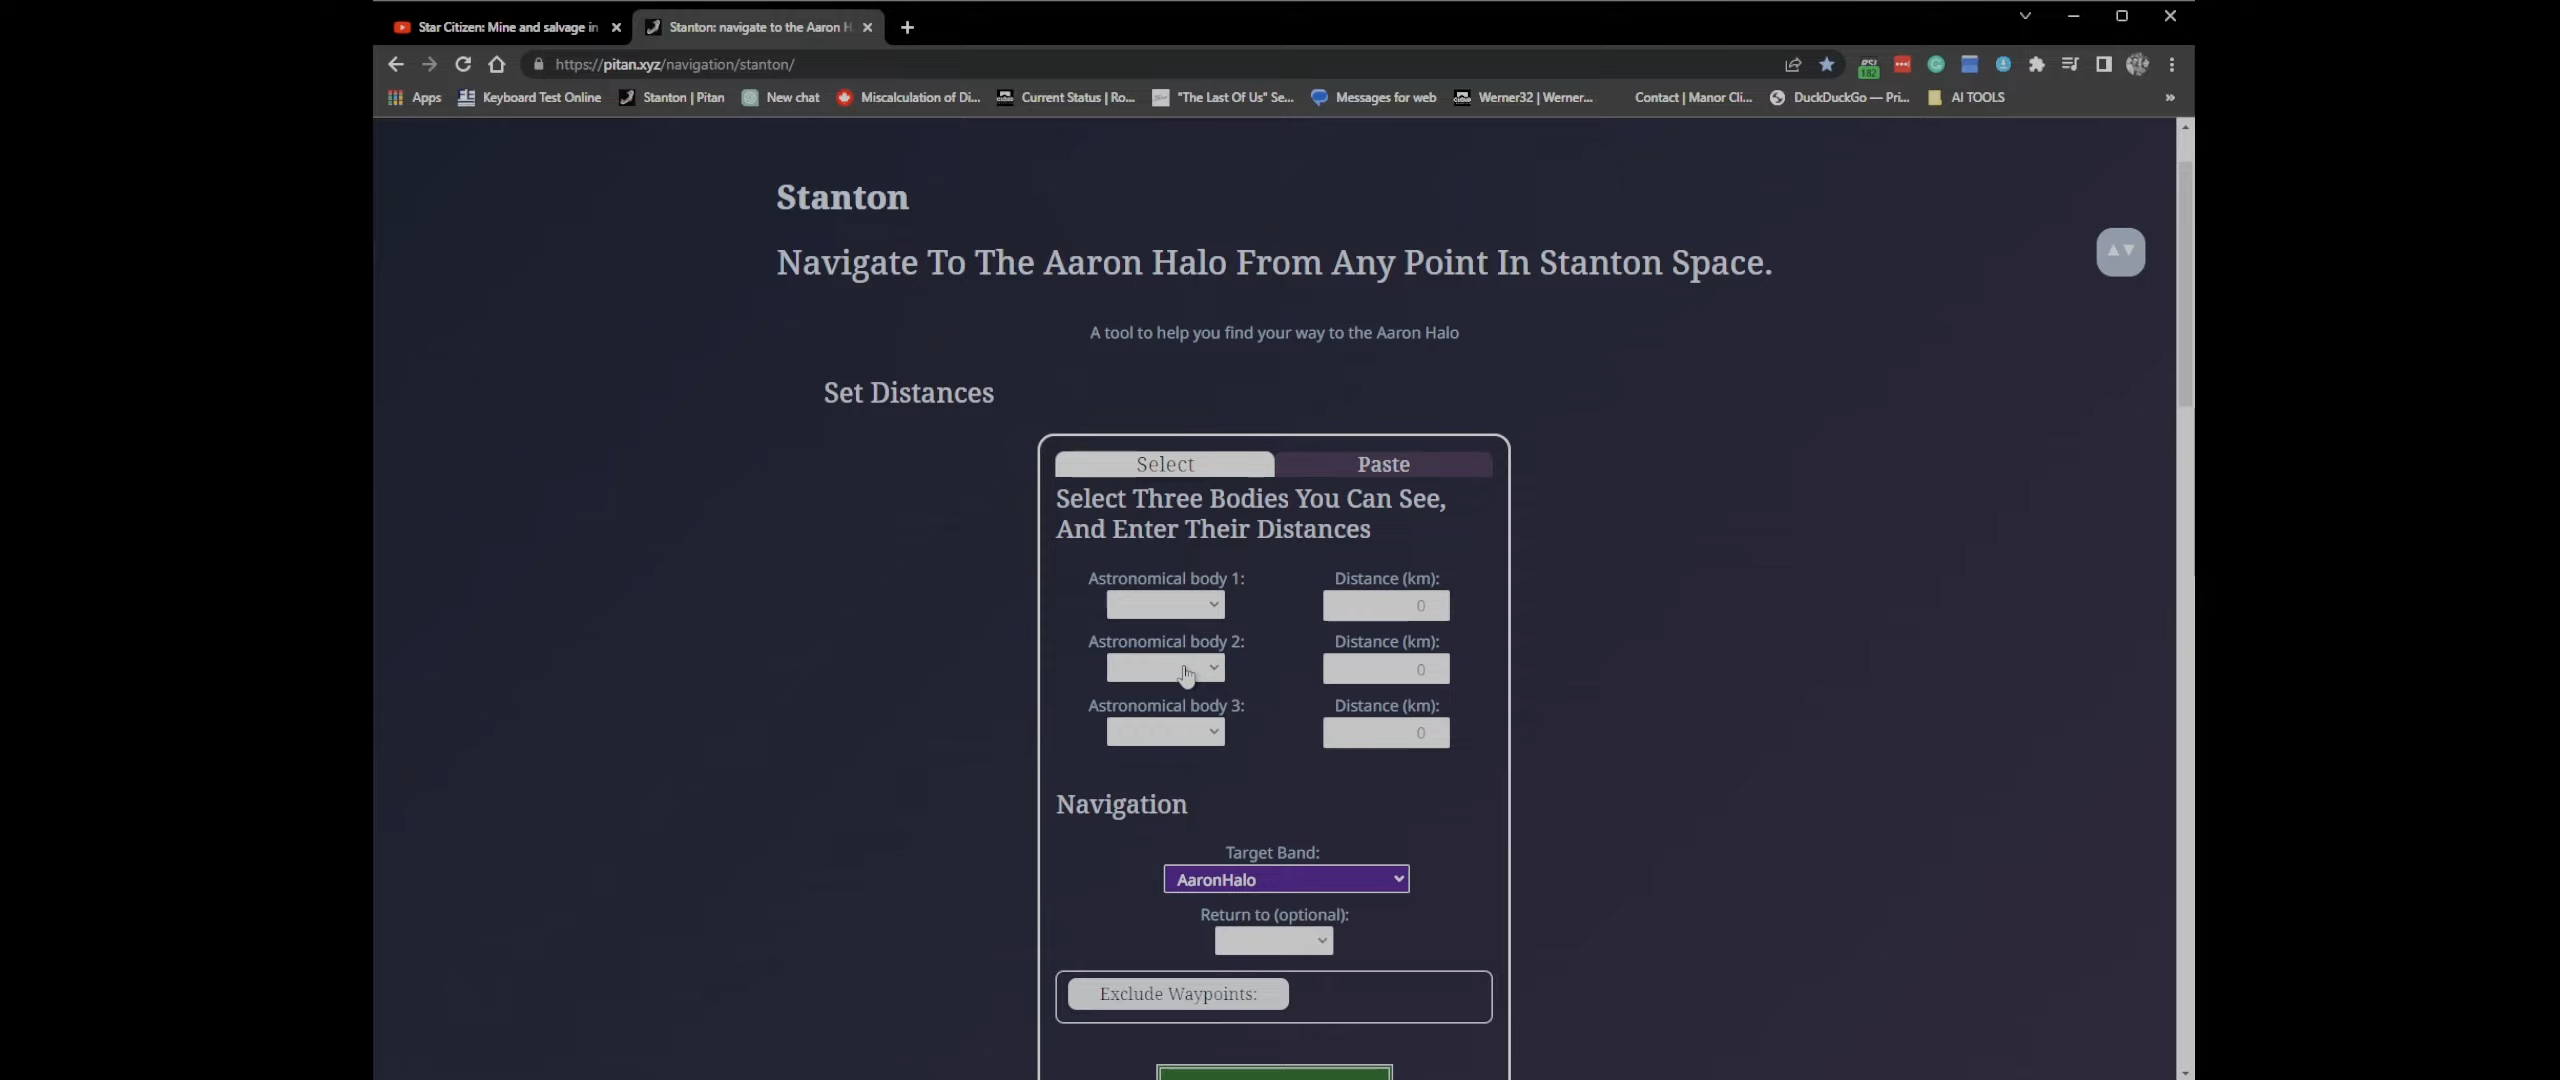 Star Citizen: Mine and salvage in
Stanton: navigate to the Aaron H
https://pitan.xyz/navigation/stanton/
182
Apps
Keyboard Test Online
Stanton | Pitan
New chat
Miscalculation of Di...
Current Status | Ro...
"The Last Of Us" Se...
Messages for web
Werner32 | Werner...
Contact | Manor Cli...
DuckDuckGo — Pri...
AI TOOLS
Stanton
Navigate To The Aaron Halo From Any Point In Stanton Space.
A tool to help you find your way to the Aaron Halo
Set Distances
Select
Paste
Select Three Bodies You Can See,
And Enter Their Distances
Astronomical body 1:
Distance (km):
0
Astronomical body 2:
Distance (km):
0
Astronomical body 3:
Distance (km):
0
Navigation
Target Band:
AaronHalo
Return to (optional):
Exclude Waypoints: